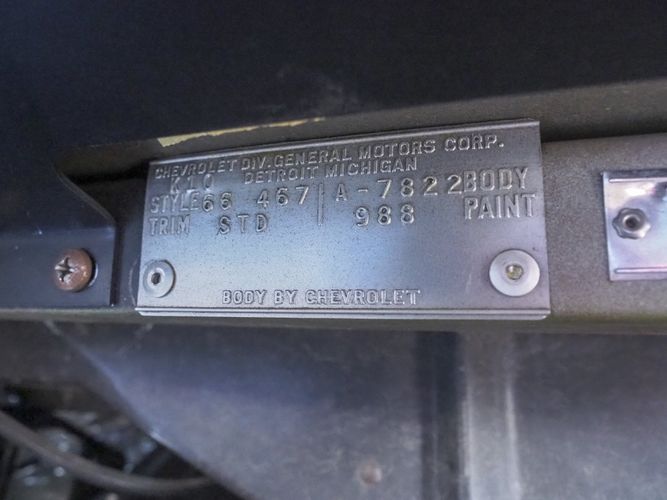 CHEVROLET DIV. GENERAL MOTORS CORP.
DETROIT MICHIGAN
K10
STYLE 66 467 A-7822 BODY
TRIM STD 988 PAINT
BODY BY CHEVROLET